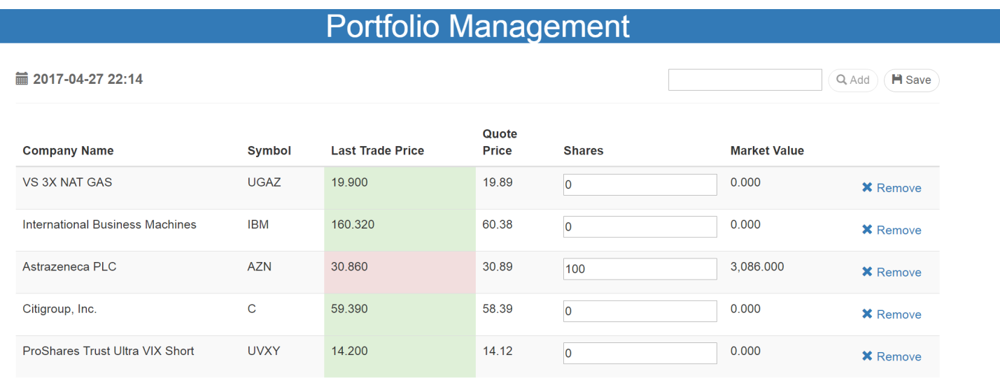 Portfolio Management
2017-04-27 22:14 Add Save
Company Name Symbol Last Trade Price Quote Price Shares Market Value
VS 3X NAT GAS UGAZ 19.900 19.89 0 0.000 Remove
International Business Machines IBM 160.320 60.38 0 0.000 Remove
Astrazeneca PLC AZN 30.860 30.89 100 3,086.000 Remove
Citigroup, Inc. C 59.390 58.39 0 0.000 Remove
ProShares Trust Ultra VIX Short UVXY 14.200 14.12 0 0.000 Remove